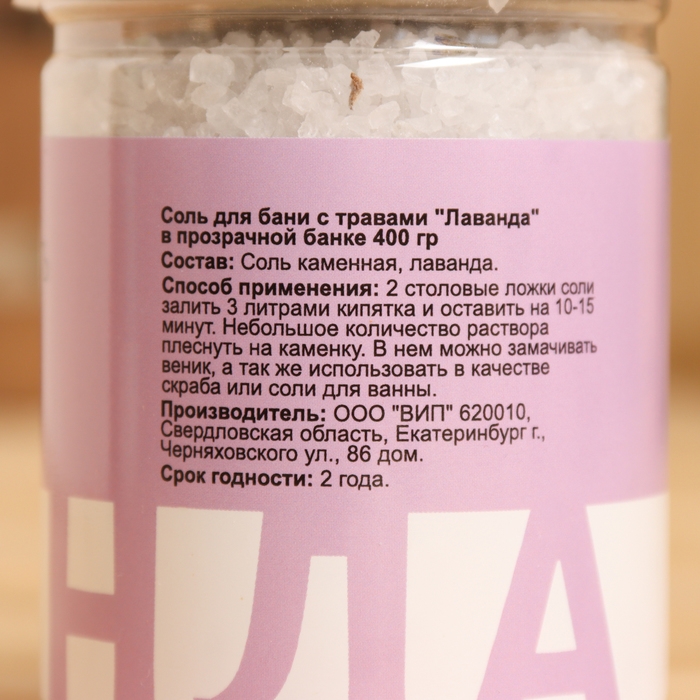 Соль для бани с травами "Лаванда"
в прозрачной банке 400 гр
Состав: Соль каменная, лаванда.
Способ применения: 2 столовые ложки соли
залить 3 литрами кипятка и оставить на 10-15
минут. Небольшое количество раствора
плеснуть на каменку. В нем можно замачивать
веник, а так же использовать в качестве
скраба или соли для ванны.
Производитель: ООО "ВИП" 620010,
Свердловская область, Екатеринбург г.,
Черняховского ул., 86 дом.
Срок годности: 2 года.
НДА